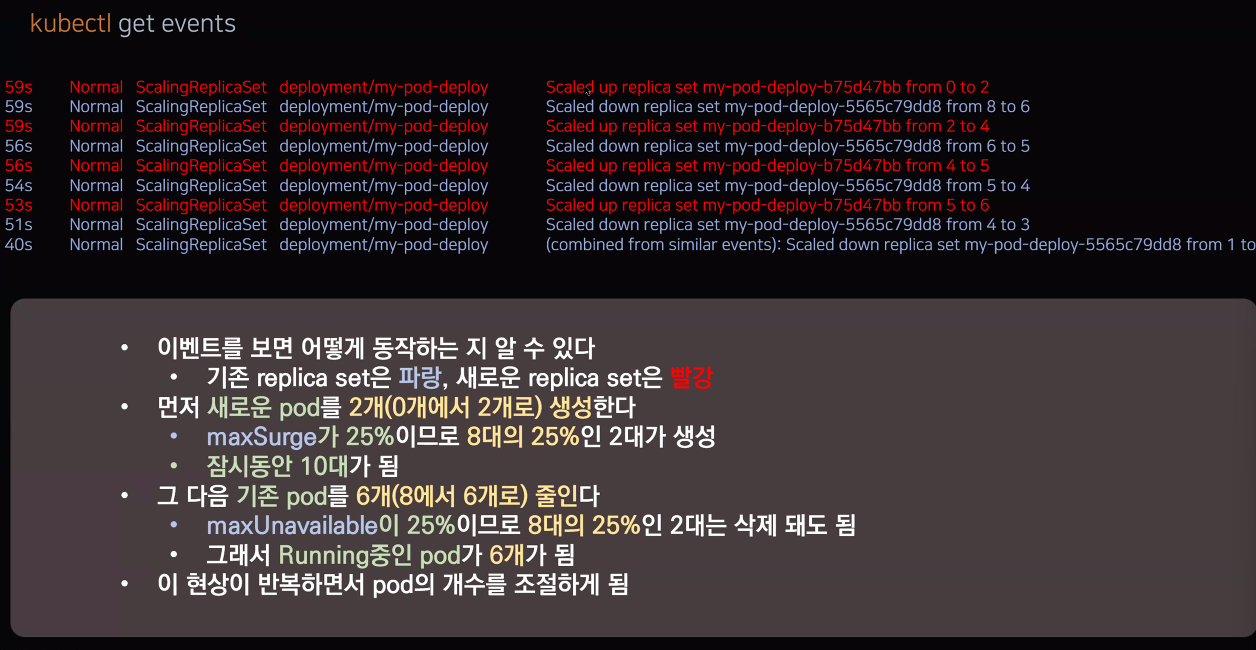 kubectl get events
59s Normal ScalingReplicaSet deployment/my-pod-deploy Scaled up replica set my-pod-deploy-b75d47bb from 0 to 2
59s Normal ScalingReplicaSet deployment/my-pod-deploy Scaled down replica set my-pod-deploy-5565c79dd8 from 8 to 6
59s Normal ScalingReplicaSet deployment/my-pod-deploy Scaled up replica set my-pod-deploy-b75d47bb from 2 to 4
56s Normal ScalingReplicaSet deployment/my-pod-deploy Scaled down replica set my-pod-deploy-5565c79dd8 from 6 to 5
56s Normal ScalingReplicaSet deployment/my-pod-deploy Scaled up replica set my-pod-deploy-b75d47bb from 4 to 5
54s Normal ScalingReplicaSet deployment/my-pod-deploy Scaled down replica set my-pod-deploy-5565c79dd8 from 5 to 4
53s Normal ScalingReplicaSet deployment/my-pod-deploy Scaled up replica set my-pod-deploy-b75d47bb from 5 to 6
51s Normal ScalingReplicaSet deployment/my-pod-deploy Scaled down replica set my-pod-deploy-5565c79dd8 from 4 to 3
40s Normal ScalingReplicaSet deployment/my-pod-deploy (combined from similar events): Scaled down replica set my-pod-deploy-5565c79dd8 from 1 to
• 이벤트를 보면 어떻게 동작하는 지 알 수 있다
• 기존 replica set은 파랑, 새로운 replica set은 빨강
• 먼저 새로운 pod를 2개(0개에서 2개로) 생성한다
• maxSurge가 25%이므로 8대의 25%인 2대가 생성
• 잠시동안 10대가 됨
• 그 다음 기존 pod를 6개(8에서 6개로) 줄인다
• maxUnavailable이 25%이므로 8대의 25%인 2대는 삭제 돼도 됨
• 그래서 Running중인 pod가 6개가 됨
• 이 현상이 반복하면서 pod의 개수를 조절하게 됨